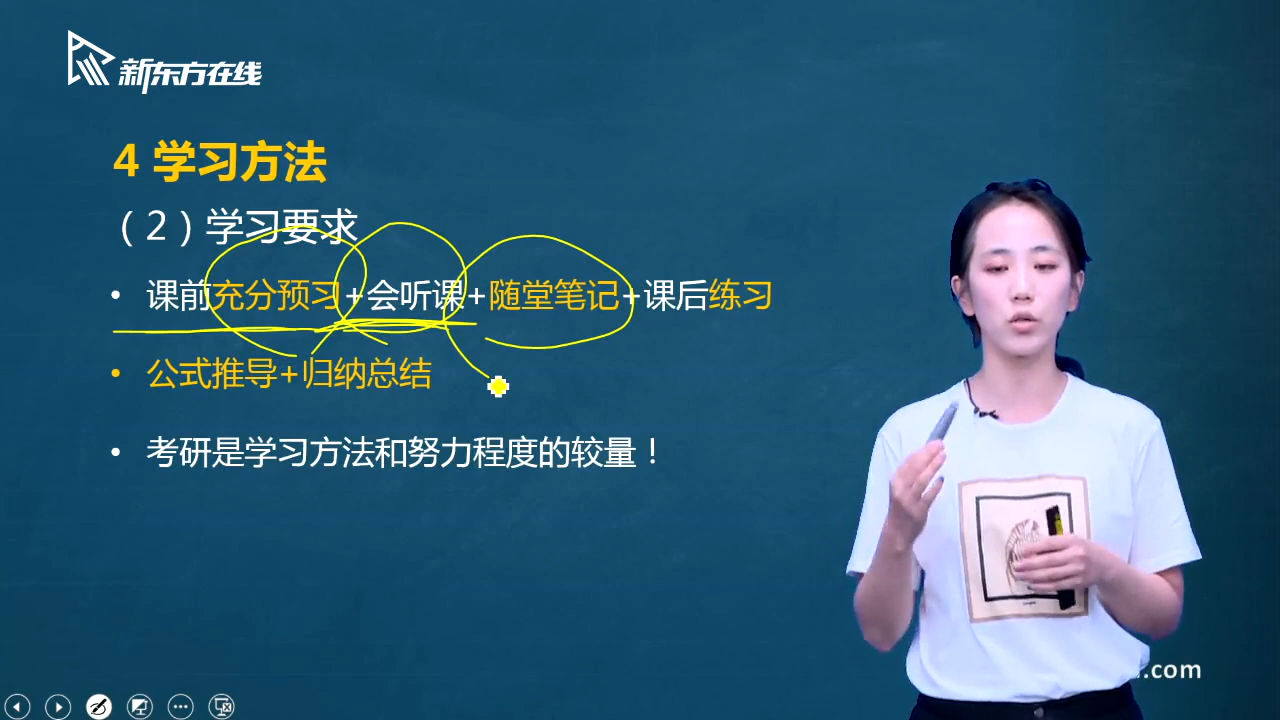 新东方在线
4 学习方法
（2）学习要求
• 课前充分预习+会听课+随堂笔记+课后练习
• 公式推导+归纳总结
• 考研是学习方法和努力程度的较量！
.com